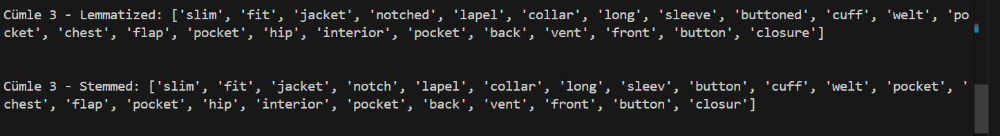 Cümle 3 - Lemmatized: ['slim', 'fit', 'jacket', 'notched', 'lapel', 'collar', 'long', 'sleeve', 'buttoned', 'cuff', 'welt', 'po
cket', 'chest', 'flap', 'pocket', 'hip', 'interior', 'pocket', 'back', 'vent', 'front', 'button', 'closure']
Cümle 3 - Stemmed: ['slim', 'fit', 'jacket', 'notch', 'lapel', 'collar', 'long', 'sleev', 'button', 'cuff', 'welt', 'pocket', '
chest', 'flap', 'pocket', 'hip', 'interior', 'pocket', 'back', 'vent', 'front', 'button', 'closur']